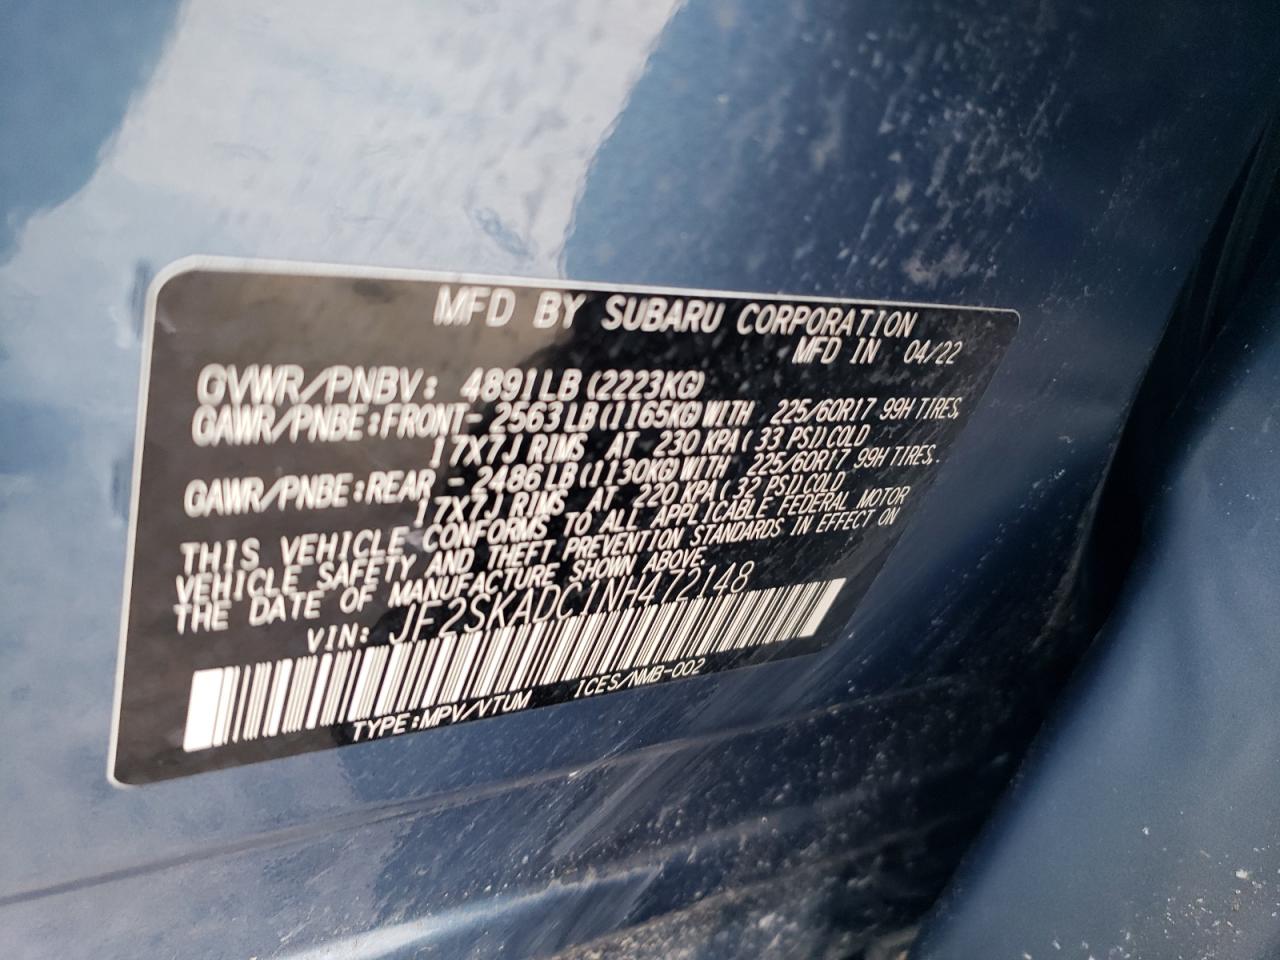 MFD BY SUBARU CORPORATION
MFD IN 04/22
GVWR/PNBV: 4891LB(2223KG)
GAWR/PNBE:FRONT- 2563LB(1165KG)WITH 225/60R17 99H TIRES,
17X7J RIMS AT 230 KPA(33 PSI)COLD
GAWR/PNBE:REAR - 2486LB(1130KG)WITH 225/60R17 99H TIRES,
17X7J RIMS AT 220 KPA(32 PSI)COLD
THIS VEHICLE CONFORMS TO ALL APPLICABLE FEDERAL MOTOR
VEHICLE SAFETY AND THEFT PREVENTION STANDARDS IN EFFECT ON
THE DATE OF MANUFACTURE SHOWN ABOVE.
VIN: JF2SKADC1NH472148
TYPE:MPV/VTUM ICES/NMB-002